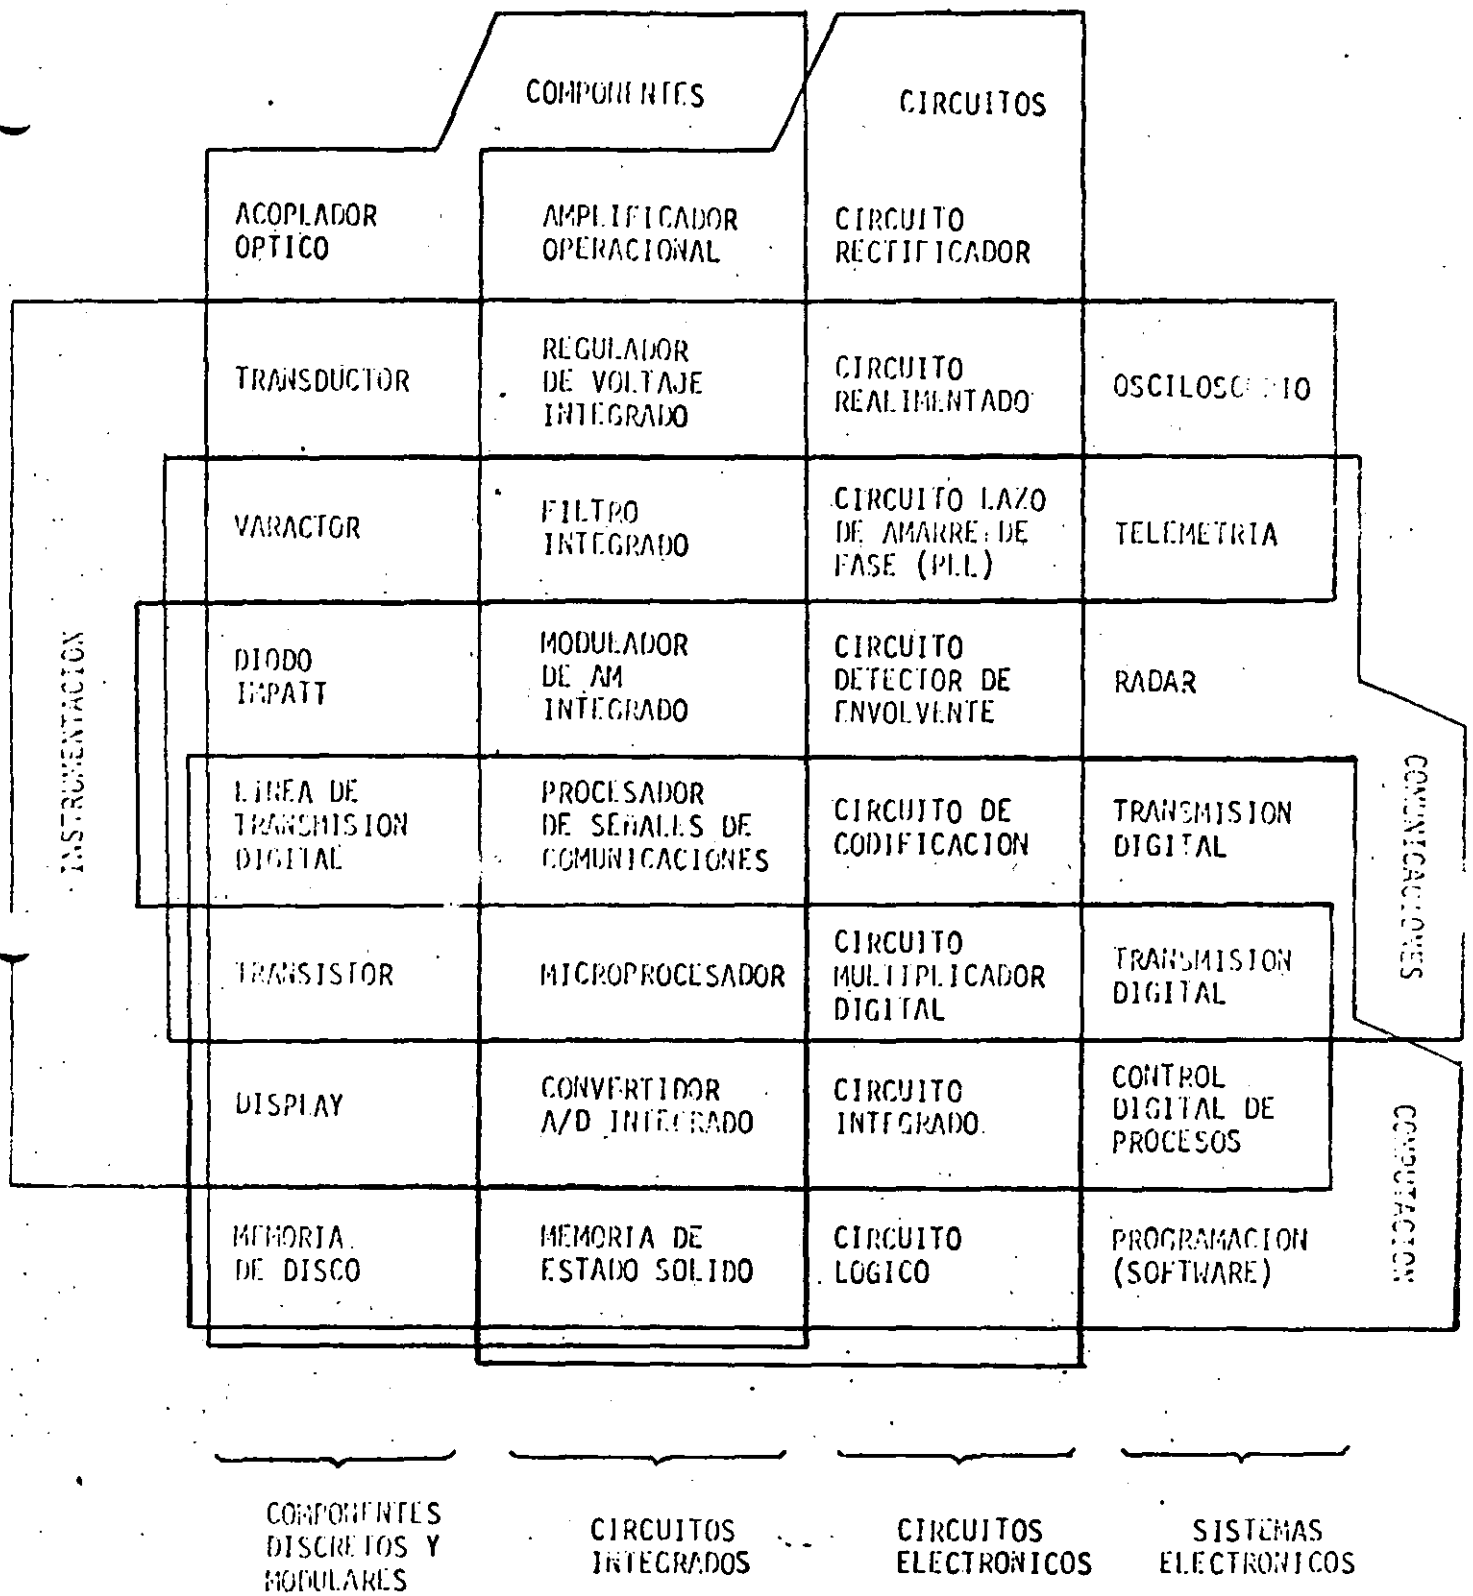 COMPONENTES
CIRCUITOS
ACOPLADOR
OPTICO
AMPLIFICADOR
OPERACIONAL
CIRCUITO
RECTIFICADOR
TRANSDUCTOR
REGULADOR
DE VOLTAJE
INTEGRADO
CIRCUITO
REALIMENTADO
OSCILOSCOPIO
VARACTOR
FILTRO
INTEGRADO
CIRCUITO LAZO
DE AMARRE DE
FASE (PLL)
TELEMETRIA
INSTRUMENTACION
DIODO
IMPATT
MODULADOR
DE AM
INTEGRADO
CIRCUITO
DETECTOR DE
ENVOLVENTE
RADAR
LINEA DE
TRANSMISION
DIGITAL
PROCESADOR
DE SEÑALES DE
COMUNICACIONES
CIRCUITO DE
CODIFICACION
TRANSMISION
DIGITAL
COMUNICACIONES
TRANSISTOR
MICROPROCESADOR
CIRCUITO
MULTIPLICADOR
DIGITAL
TRANSMISION
DIGITAL
DISPLAY
CONVERTIDOR
A/D INTEGRADO
CIRCUITO
INTEGRADO.
CONTROL
DIGITAL DE
PROCESOS
COMPUTACION
MEMORIA
DE DISCO
MEMORIA DE
ESTADO SOLIDO
CIRCUITO
LOGICO
PROGRAMACION
(SOFTWARE)
COMPONENTES
DISCRETOS Y
MODULARES
CIRCUITOS
INTEGRADOS
CIRCUITOS
ELECTRONICOS
SISTEMAS
ELECTRONICOS